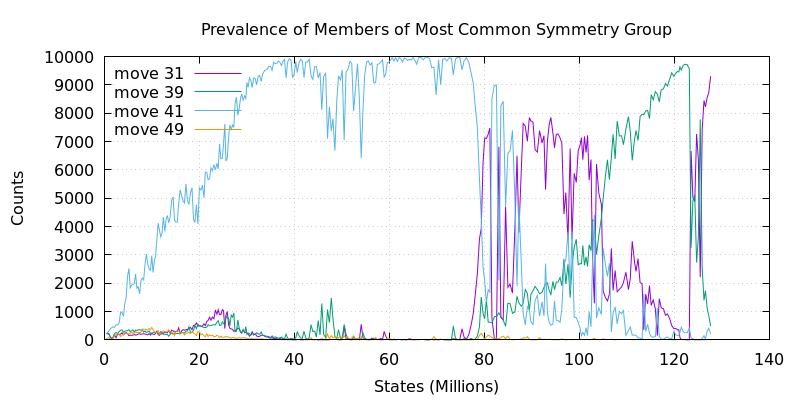 Prevalence of Members of Most Common Symmetry Group
10000
9000
8000
7000
6000
5000
4000
3000
2000
1000
0
move 31
move 39
move 41
move 49
Counts
0 20 40 60 80 100 120 140
States (Millions)